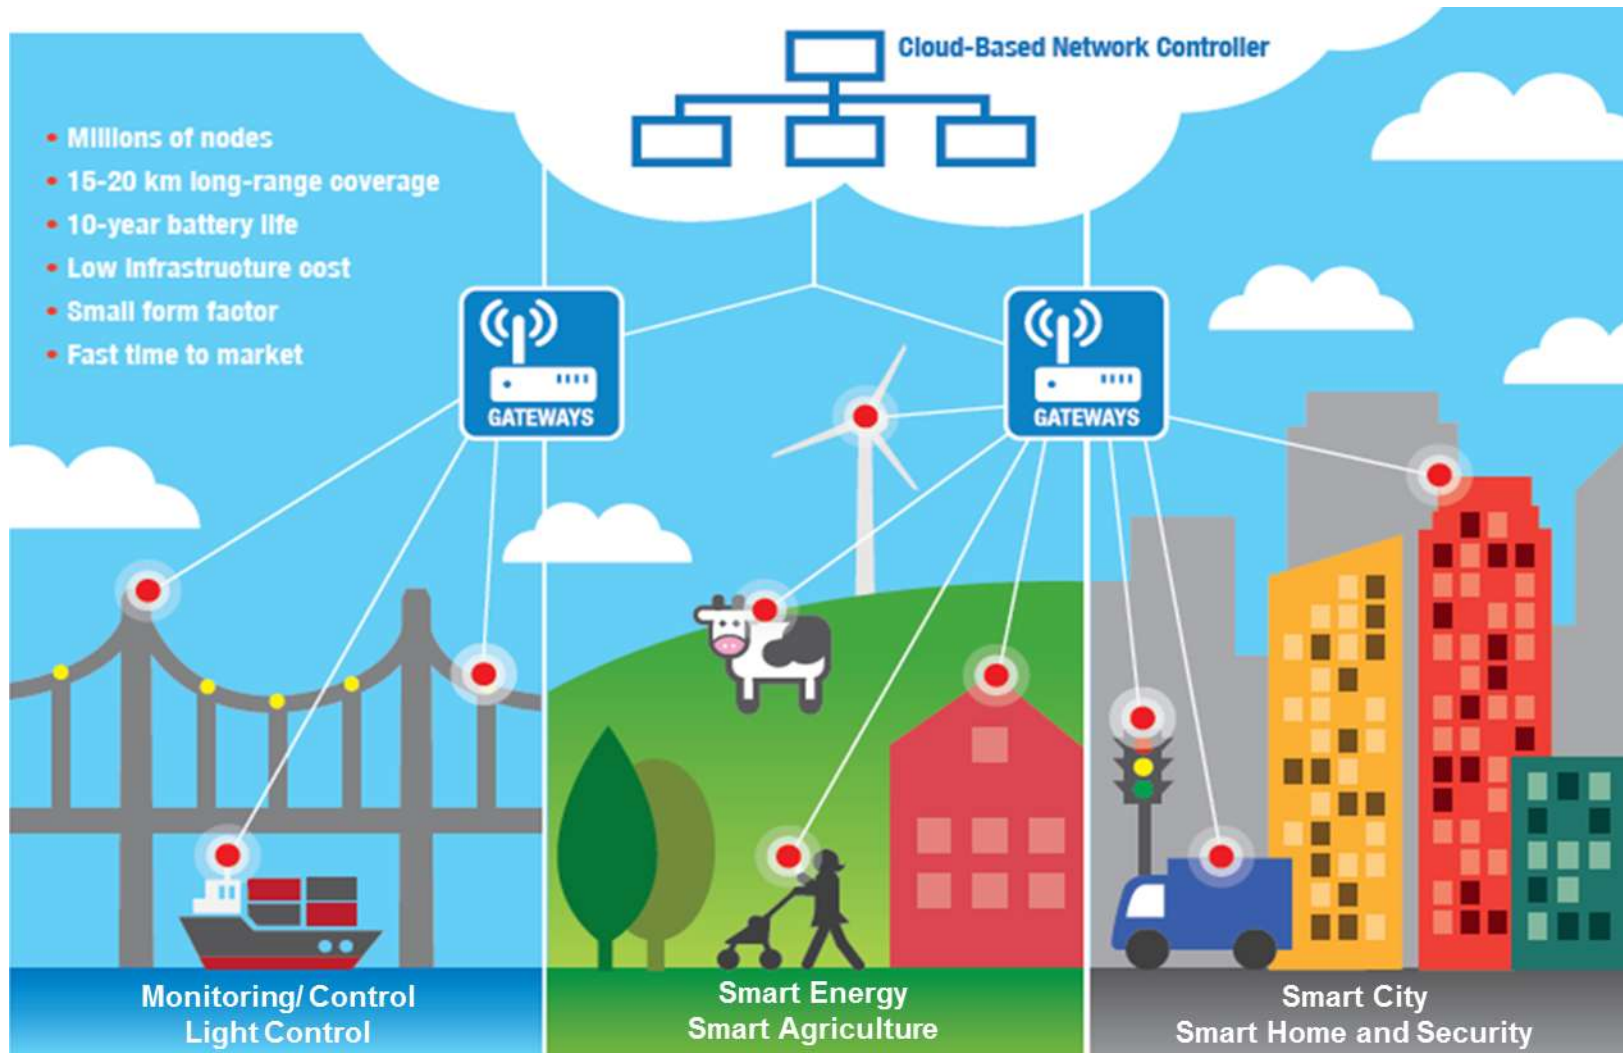 Cloud-Based Network Controller
• Millions of nodes
• 15-20 km long-range coverage
• 10-year battery life
• Low infrastructure cost
• Small form factor
• Fast time to market
GATEWAYS
GATEWAYS
Monitoring/ Control
Light Control
Smart Energy
Smart Agriculture
Smart City
Smart Home and Security